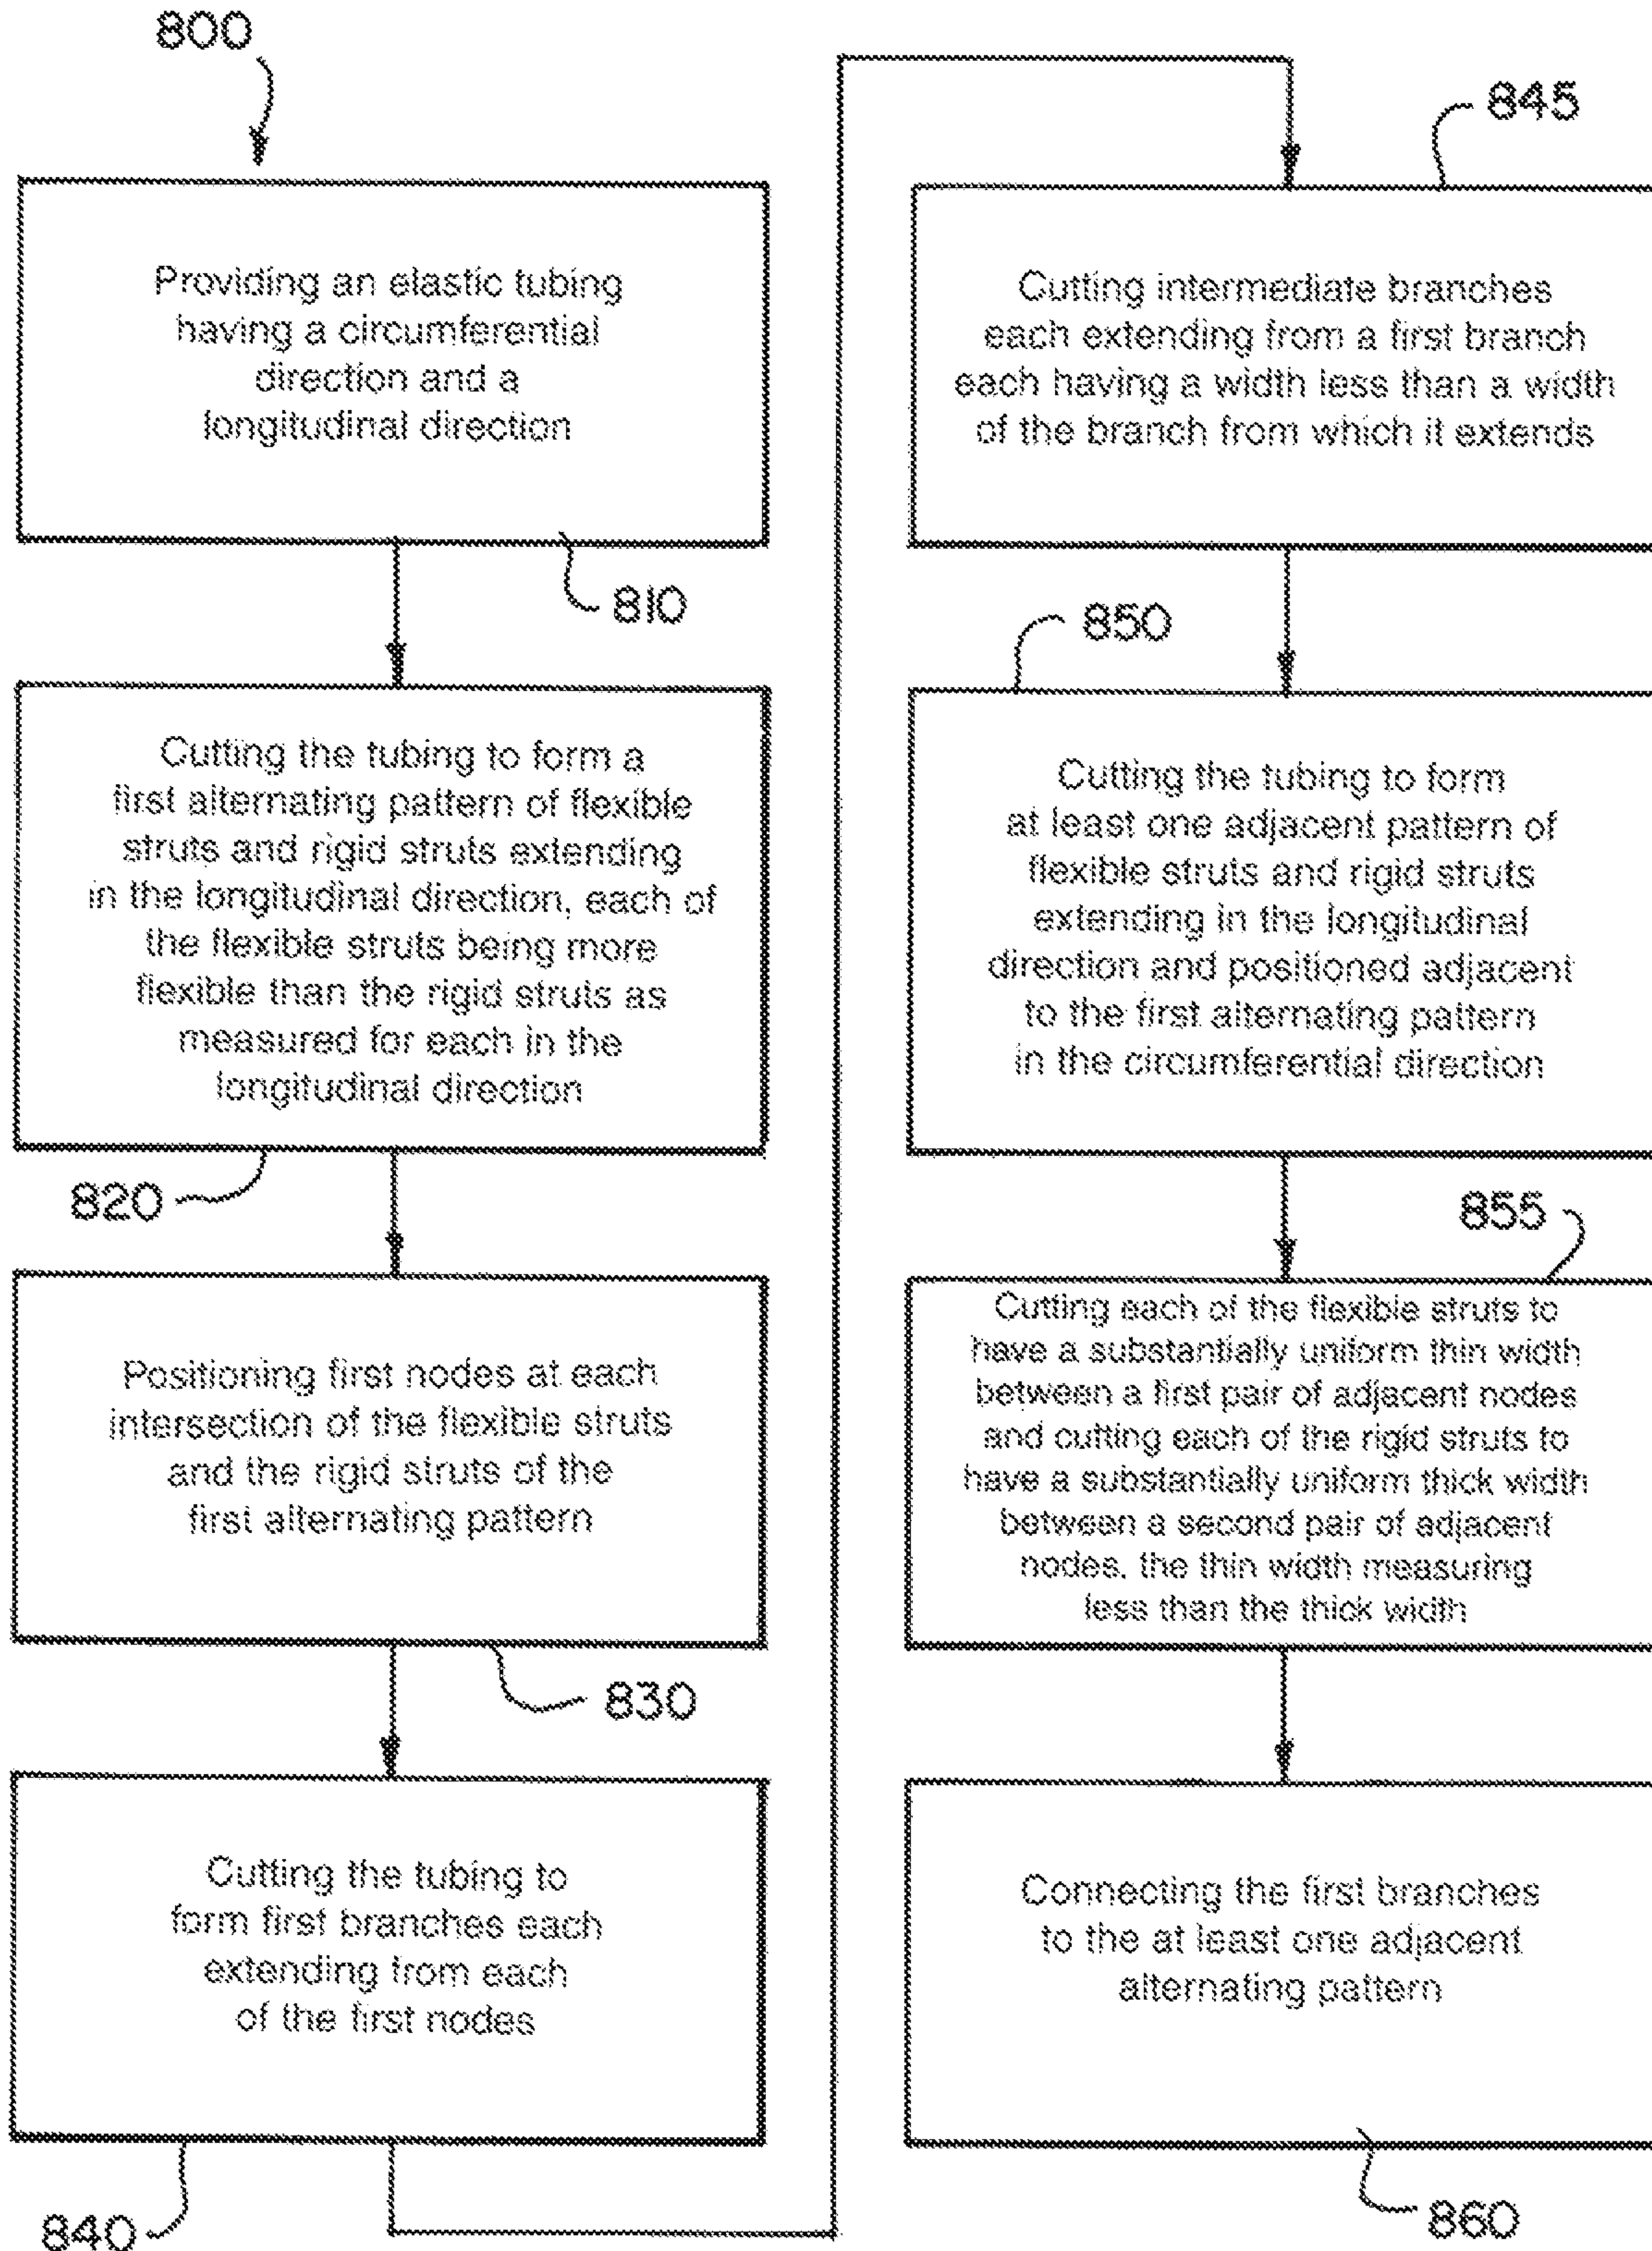 800
Providing an elastic tubing
having a circumferential
direction and a
longitudinal direction
810
Cutting the tubing to form a
first alternating pattern of flexible
struts and rigid struts extending
in the longitudinal direction, each of
the flexible struts being more
flexible than the rigid struts as
measured for each in the
longitudinal direction
820
Positioning first nodes at each
intersection of the flexible struts
and the rigid struts of the
first alternating pattern
830
Cutting the tubing to
form first branches each
extending from each
of the first nodes
840
845
Cutting intermediate branches
each extending from a first branch
each having a width less than a width
of the branch from which it extends
850
Cutting the tubing to form
at least one adjacent pattern of
flexible struts and rigid struts
extending in the longitudinal
direction and positioned adjacent
to the first alternating pattern
in the circumferential direction
855
Cutting each of the flexible struts to
have a substantially uniform thin width
between a first pair of adjacent nodes
and cutting each of the rigid struts to
have a substantially uniform thick width
between a second pair of adjacent
nodes, the thin width measuring
less than the thick width
Connecting the first branches
to the at least one adjacent
alternating pattern
860